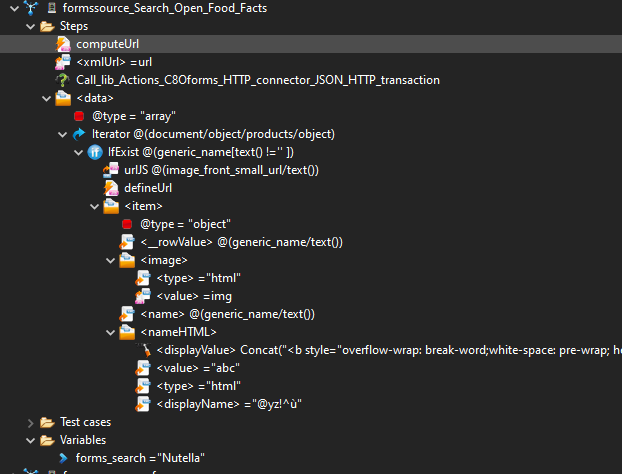 formssource_Search_Open_Food_Facts
Steps
computeUrl
<xmlUrl> =url
Call_lib_Actions_C8Oforms_HTTP_connector_JSON_HTTP_transaction
<data>
@type = "array"
Iterator @(document/object/products/object)
IfExist @(generic_name[text() !='' ])
urlJS @(image_front_small_url/text())
defineUrl
<item>
@type = "object"
<__rowValue> @(generic_name/text())
<image>
<type> ="html"
<value> =img
<name> @(generic_name/text())
<nameHTML>
<displayValue> Concat("<b style="overflow-wrap: break-word;white-space: pre-wrap; he
<value> ="abc"
<type> ="html"
<displayName> ="@yz!^ù"
Test cases
Variables
forms_search ="Nutella"